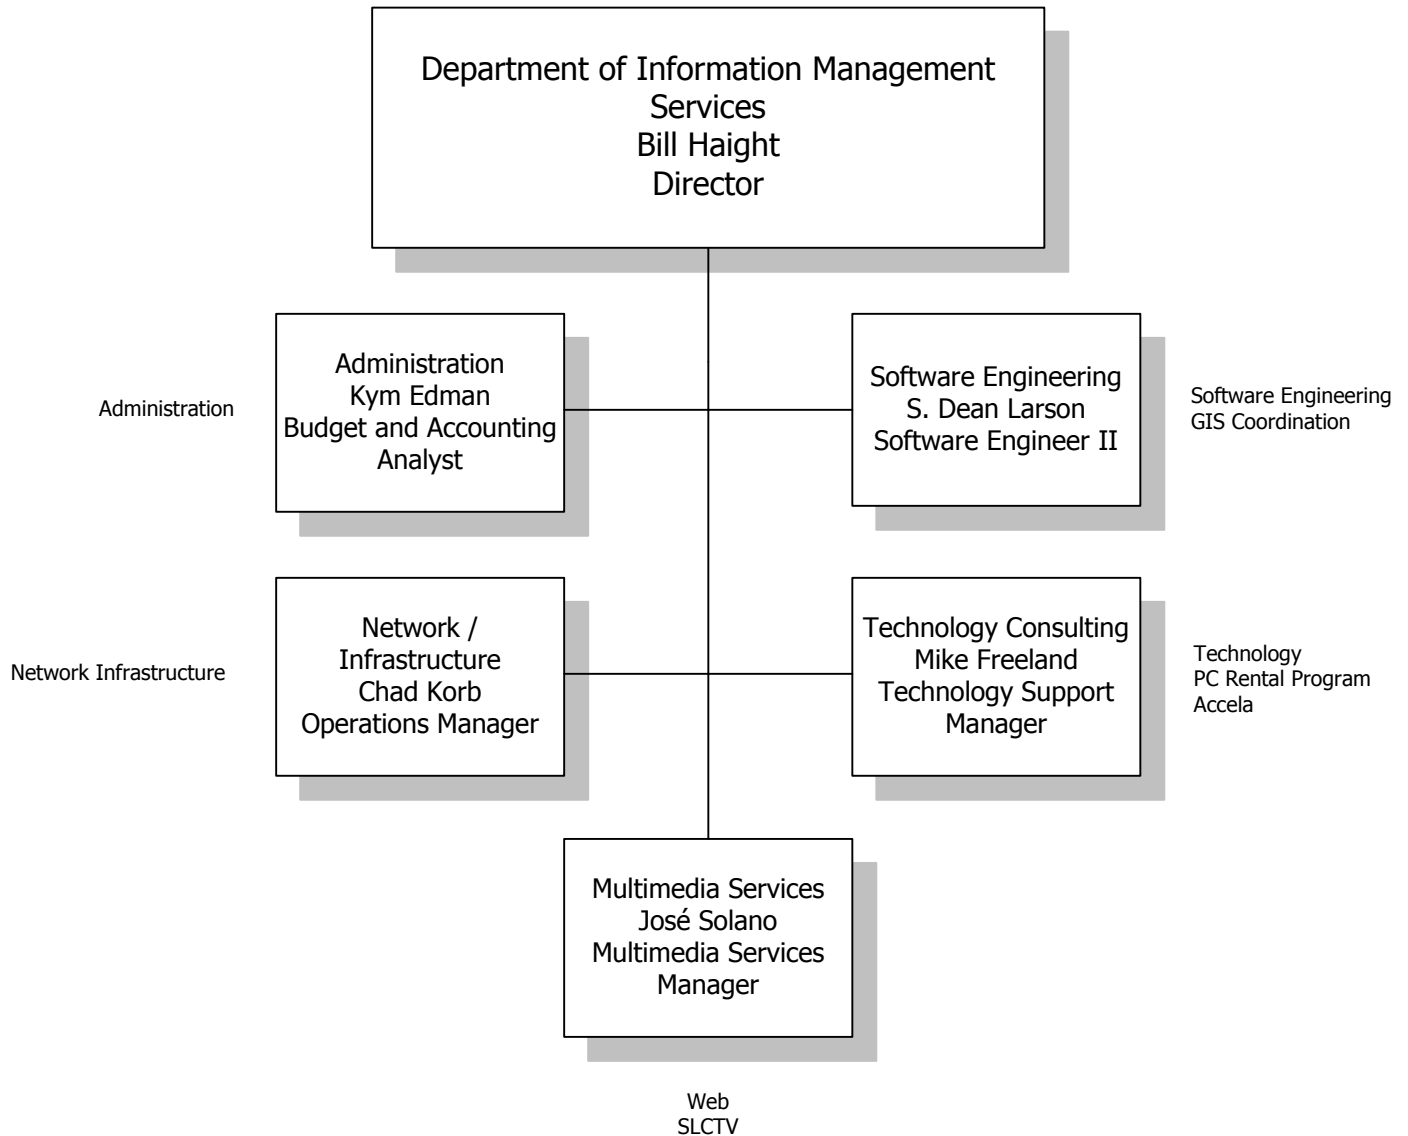 Department of Information Management
Services
Bill Haight
Director
Administration
Administration
Kym Edman
Budget and Accounting
Analyst
Software Engineering
S. Dean Larson
Software Engineer II
Software Engineering
GIS Coordination
Network Infrastructure
Network /
Infrastructure
Chad Korb
Operations Manager
Technology Consulting
Mike Freeland
Technology Support
Manager
Technology
PC Rental Program
Accela
Multimedia Services
José Solano
Multimedia Services
Manager
Web
SLCTV